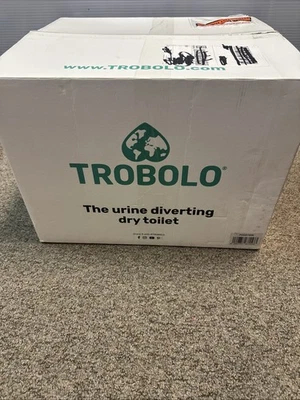 www.TROBOLO.com
TROBOLO®
The urine diverting
dry toilet